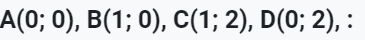 A(0; 0), B(1; 0), C(1; 2), D(0; 2), :